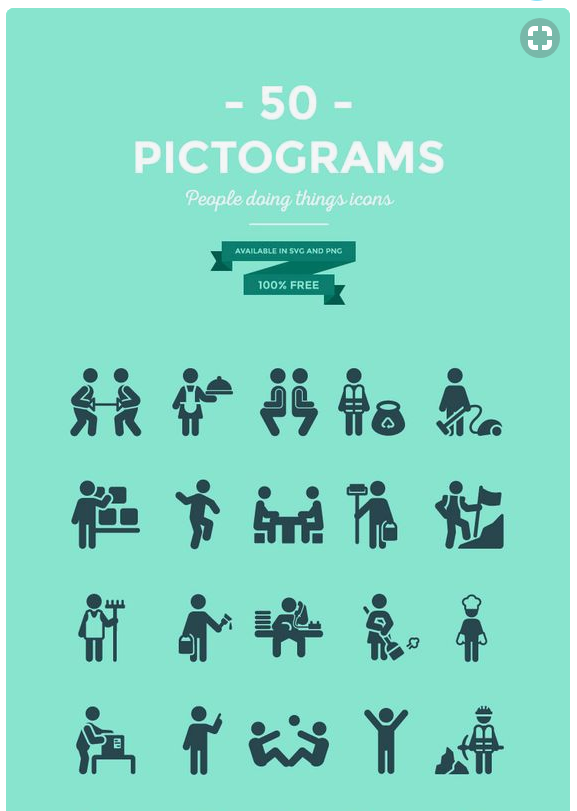 - 50 -
PICTOGRAMS
People doing things icons
AVAILABLE IN SVG AND PNG
100% FREE